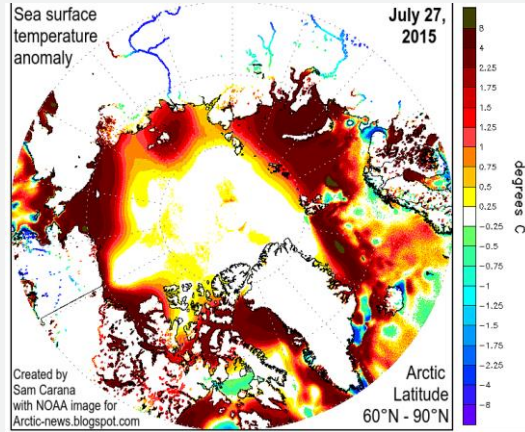 Sea surface
temperature
anomaly
July 27,
2015
8
4
2.25
1.75
1.5
1.25
1
0.75
0.5
0.25
-0.25
-0.5
-0.75
-1
-1.25
-1.5
-1.75
-2.25
-4
-8
degrees C
Created by
Sam Carana
with NOAA image for
Arctic-news.blogspot.com
Arctic
Latitude
60°N - 90°N